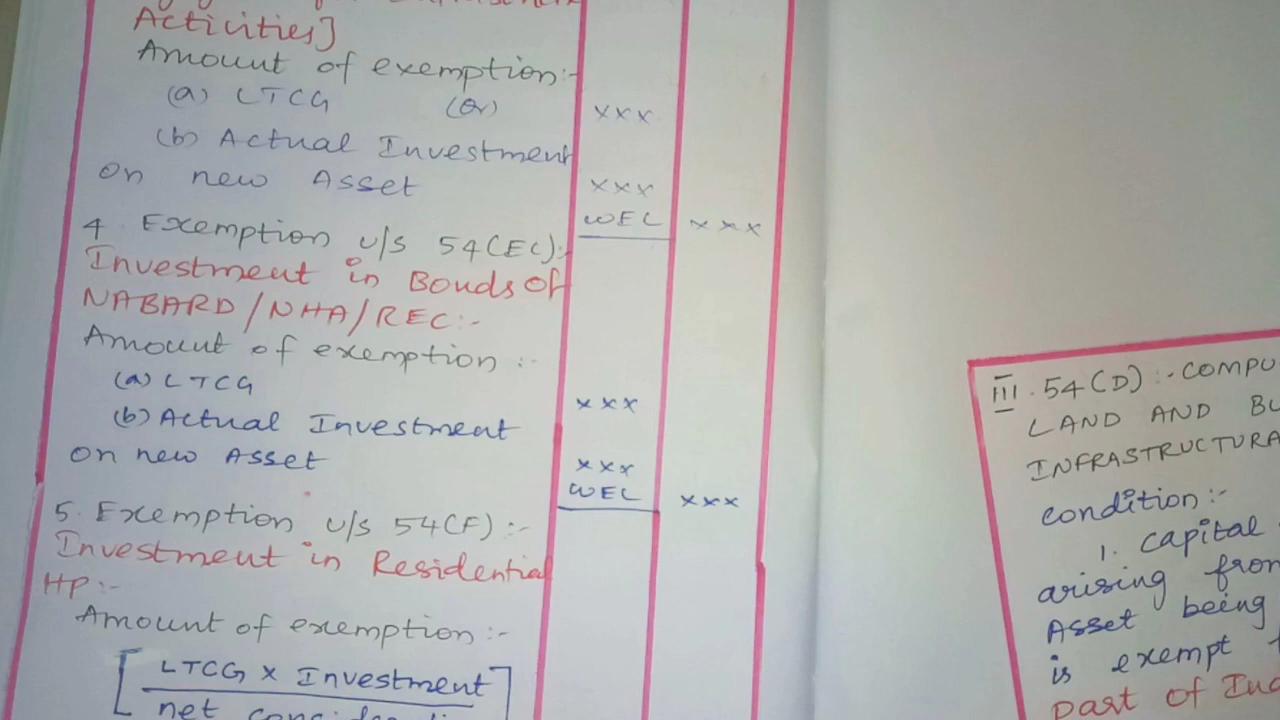 Activities]
Amount of exemption:-
(a) LTCG (or) xxx
(b) Actual Investment
on new Asset xxx
WEL xxx
4. Exemption u/s 54(EC):-
Investment in Bonds of
NABARD/NHA/REC:-
Amount of exemption :-
(a) LTCG xxx
(b) Actual Investment
on new Asset xxx
WEL xxx
5. Exemption u/s 54(F) :-
Investment in Residential
HP:-
Amount of exemption :-
[LTCG x Investment]
net
III. 54(D) :- COMPU
LAND AND BU
INFRASTRUCTURA
condition :-
1. Capital
arising from
Asset being
is exempt
part of Ind